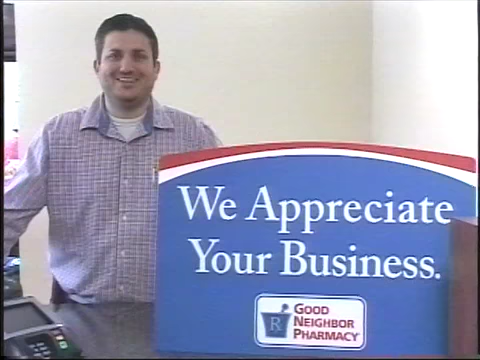 We Appreciate
Your Business.
R
GOOD
NEIGHBOR
PHARMACY